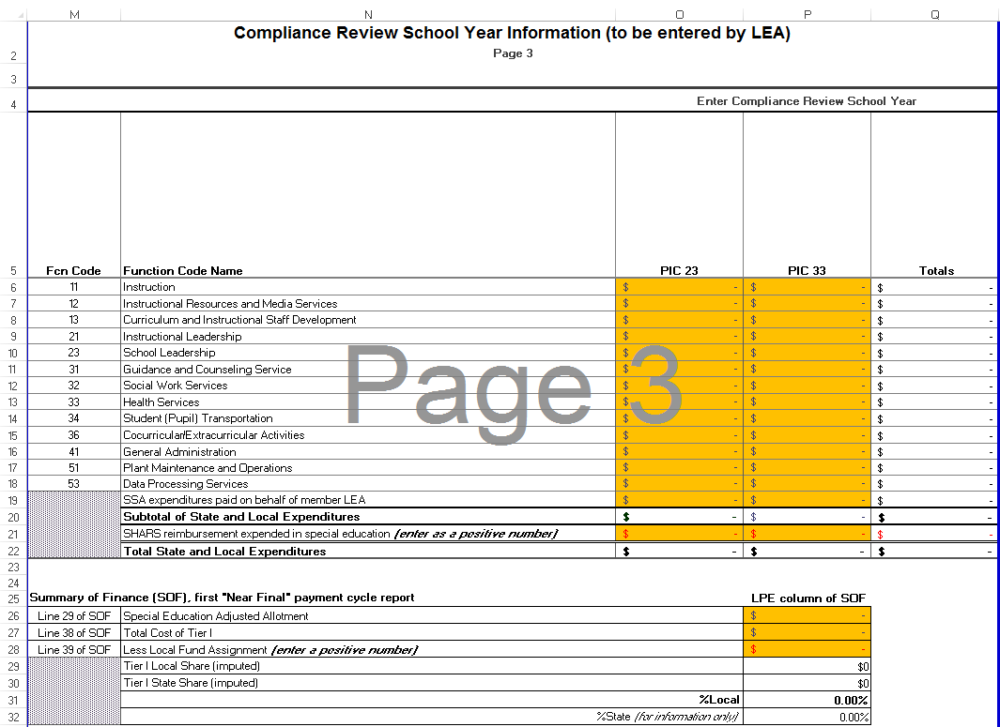 M N O P Q
Compliance Review School Year Information (to be entered by LEA)
2 Page 3
3
4 Enter Compliance Review School Year
5 Fcn Code Function Code Name PIC 23 PIC 33 Totals
6 11 Instruction $ - $ - $ -
7 12 Instructional Resources and Media Services $ - $ - $ -
8 13 Curriculum and Instructional Staff Development $ - $ - $ -
9 21 Instructional Leadership $ - $ - $ -
10 23 School Leadership $ - $ - $ -
11 31 Guidance and Counseling Service $ - $ - $ -
12 32 Social Work Services $ - $ - $ -
13 33 Health Services $ - $ - $ -
14 34 Student (Pupil) Transportation $ - $ - $ -
15 36 Cocurricular/Extracurricular Activities $ - $ - $ -
16 41 General Administration $ - $ - $ -
17 51 Plant Maintenance and Operations $ - $ - $ -
18 53 Data Processing Services $ - $ - $ -
19 SSA expenditures paid on behalf of member LEA $ - $ - $ -
20 Subtotal of State and Local Expenditures $ - $ - $ -
21 SHARS reimbursement expended in special education (enter as a positive number) $ - $ - $ -
22 Total State and Local Expenditures $ - $ - $ -
Page 3
23
24
25 Summary of Finance (SOF), first "Near Final" payment cycle report LPE column of SOF
26 Line 29 of SOF Special Education Adjusted Allotment $ -
27 Line 38 of SOF Total Cost of Tier I $ -
28 Line 39 of SOF Less Local Fund Assignment (enter a positive number) $ -
29 Tier I Local Share (imputed) $0
30 Tier I State Share (imputed) $0
31 %Local 0.00%
32 %State (for information only) 0.00%